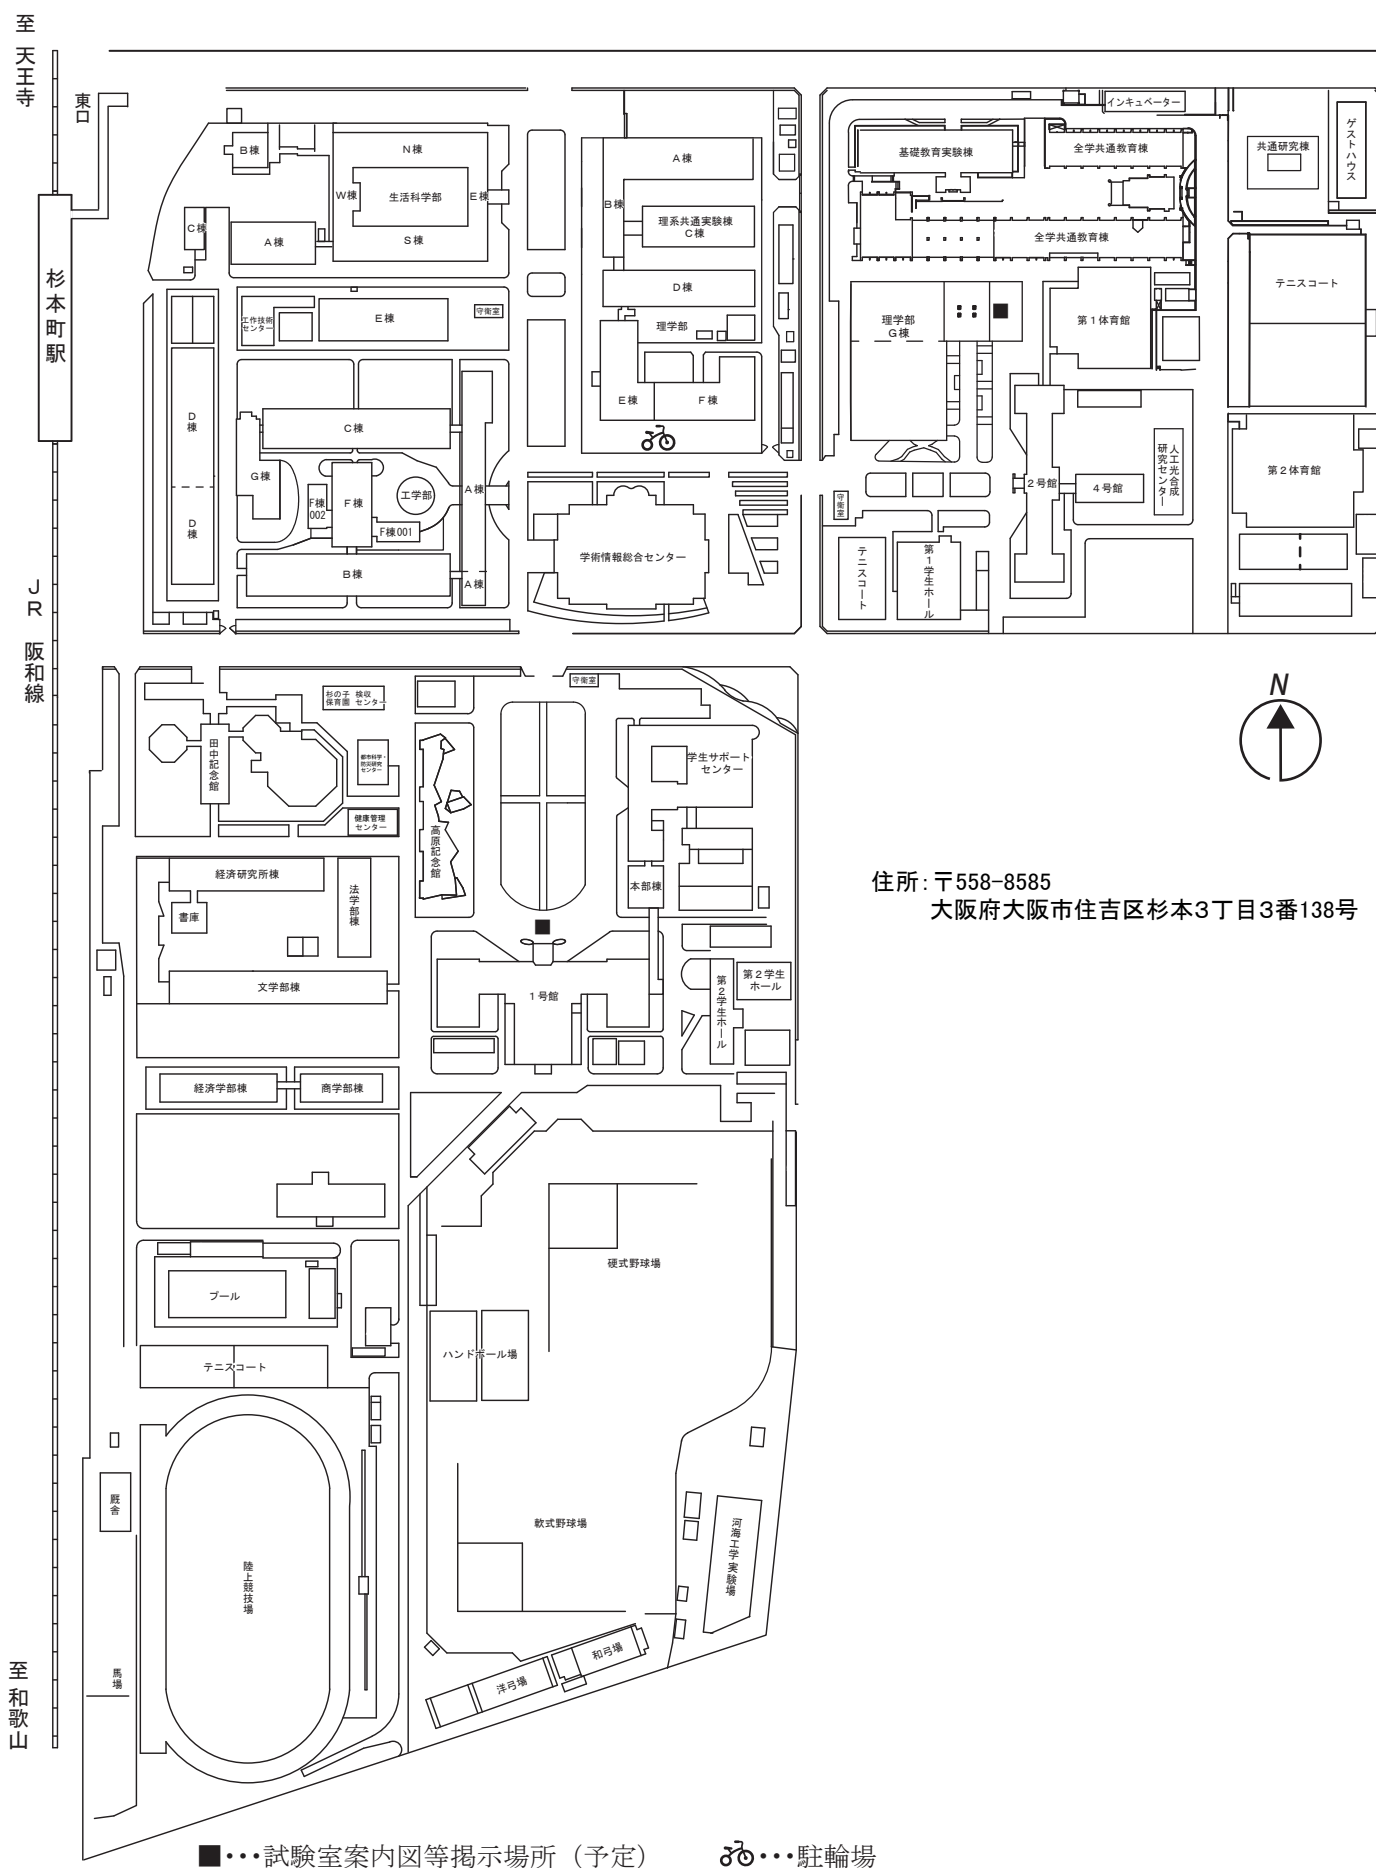 至 天王寺
東口
杉本町駅
JR 阪和線
至 和歌山
B棟
N棟
W棟
生活科学部
E棟
S棟
C棟
A棟
工作技術
センター
E棟
守衛室
D棟
D棟
C棟
G棟
F棟
002
F棟
工学部
F棟001
A棟
B棟
A棟
A棟
B棟
理系共通実験棟
C棟
D棟
理学部
E棟
F棟
学術情報総合センター
インキュベーター
基礎教育実験棟
全学共通教育棟
全学共通教育棟
共通研究棟
ゲストハウス
テニスコート
理学部
G棟
第1体育館
第2体育館
2号館
4号館
人工光合成
研究センター
守衛室
テニスコート
第1学生ホール
N
杉の子
保育園
検収
センター
都市科学・
防災研究
センター
田中記念館
健康管理
センター
高原記念館
守衛室
学生サポート
センター
本部棟
経済研究所棟
書庫
法学部棟
文学部棟
1号館
第2学生ホール
第2学生
ホール
住所:〒558-8585
大阪府大阪市住吉区杉本3丁目3番138号
経済学部棟
商学部棟
プール
テニスコート
硬式野球場
ハンドボール場
軟式野球場
河海工学実験場
厩舎
陸上競技場
馬場
洋弓場
和弓場
■・・・試験室案内図等掲示場所（予定）
・・・駐輪場